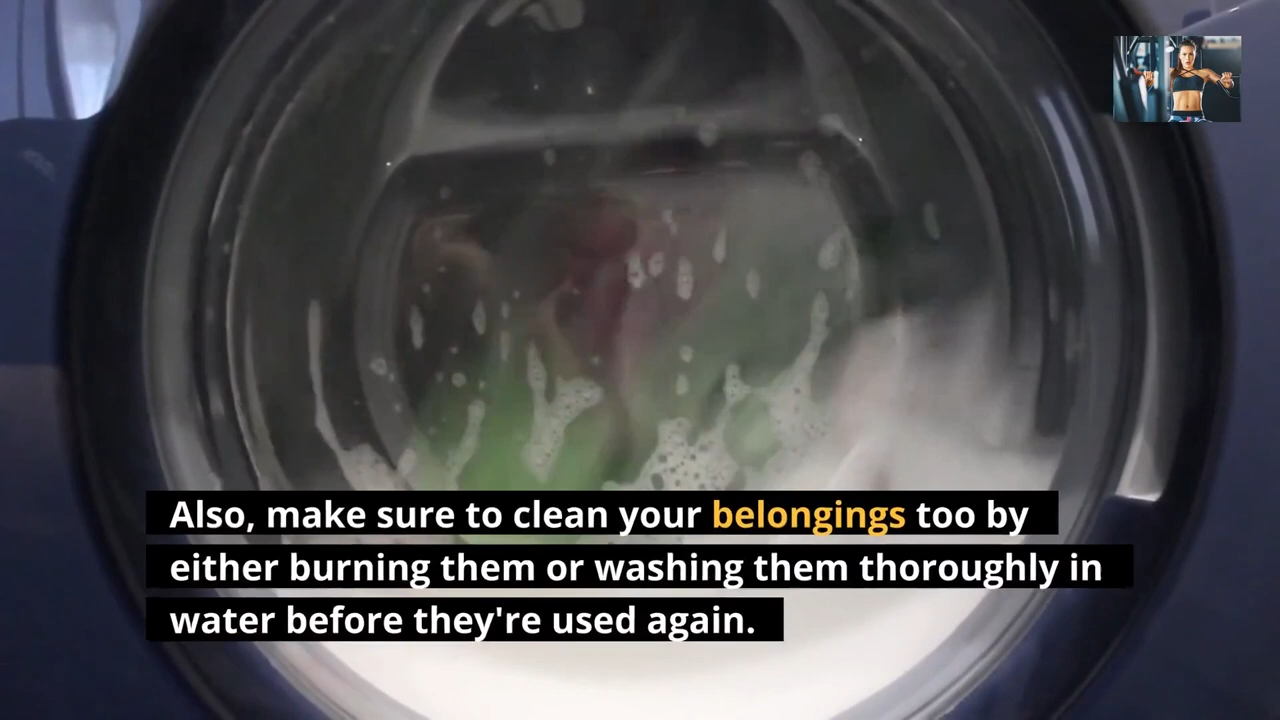 Also, make sure to clean your belongings too by
either burning them or washing them thoroughly in
water before they're used again.